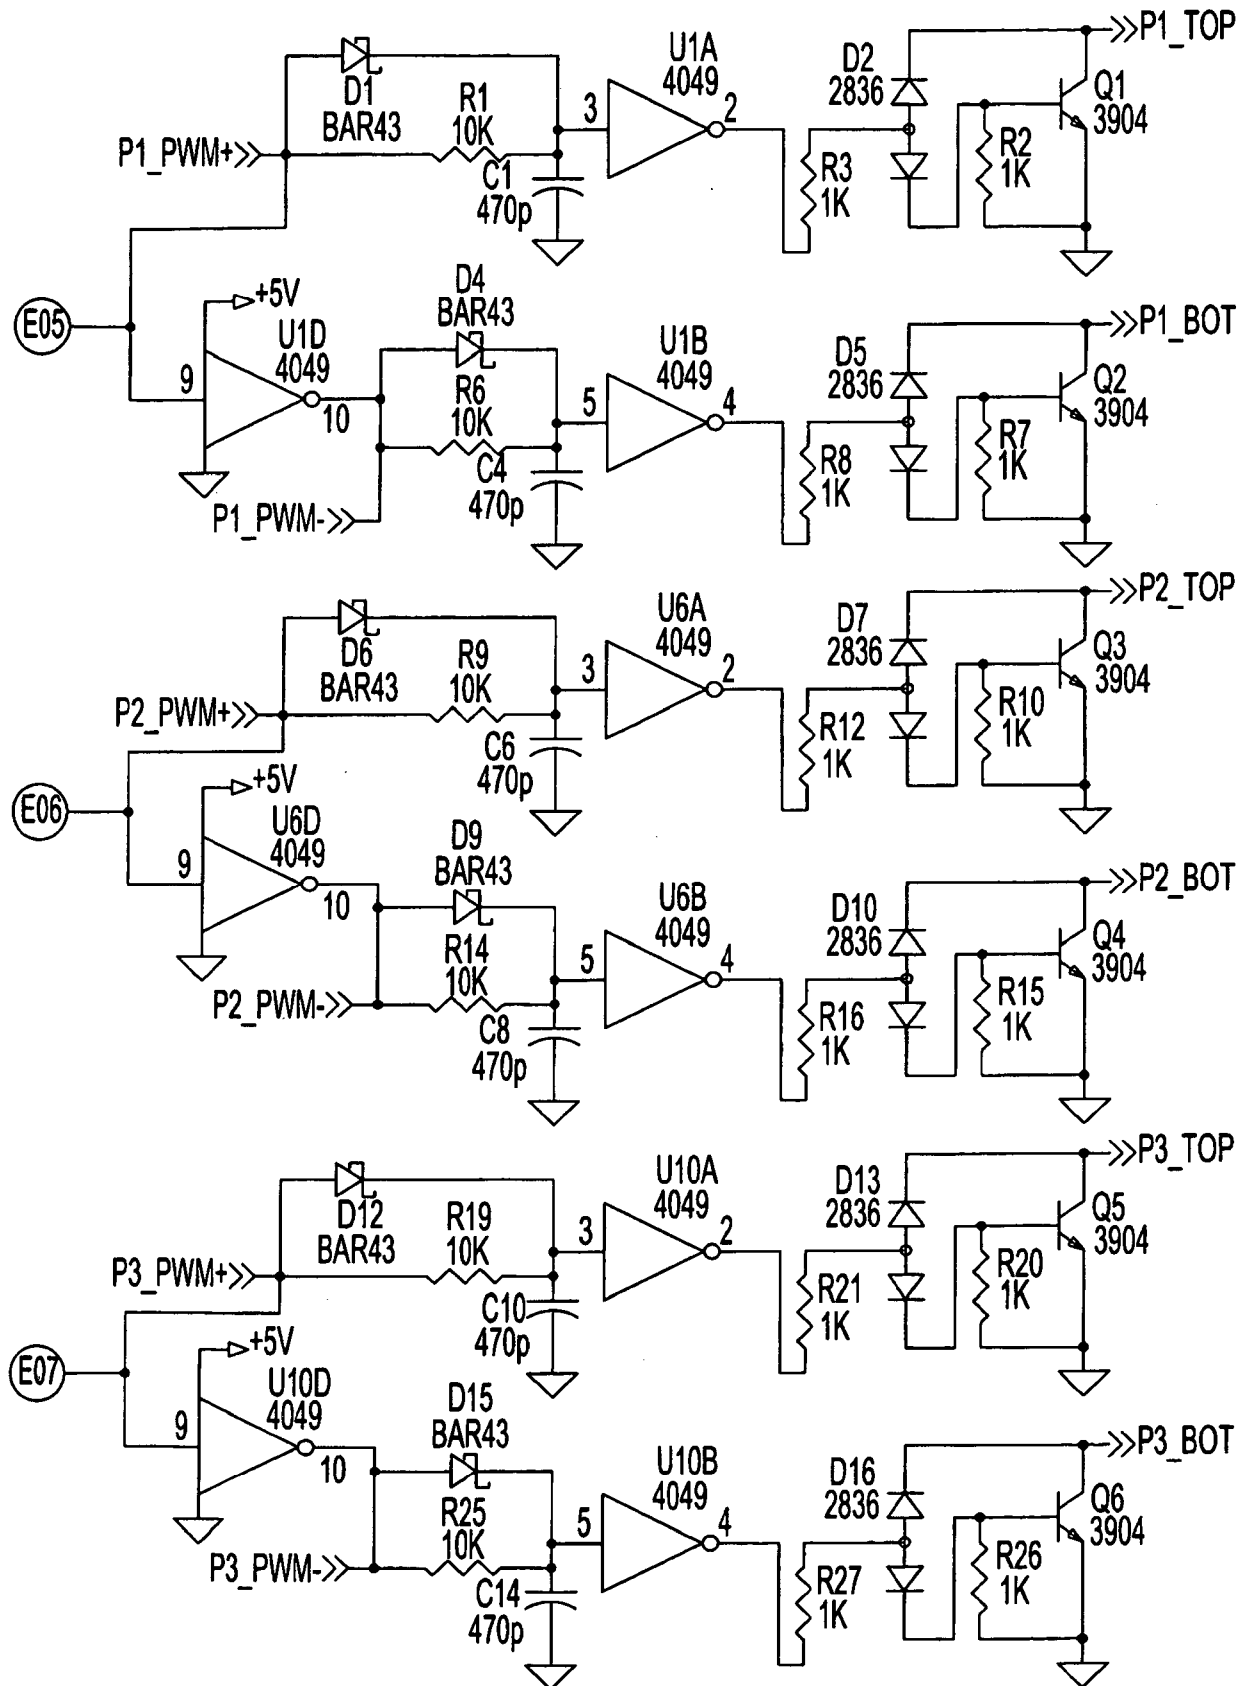 P1_TOP
U1A
4049
D2
2836
Q1
3904
D1
BAR43
R1
10K
3
2
P1_PWM+
C1
470p
R3
1K
R2
1K
E05
+5V
D4
BAR43
P1_BOT
U1D
4049
U1B
4049
D5
2836
Q2
3904
9
10
R6
10K
5
4
C4
470p
R8
1K
R7
1K
P1_PWM-
P2_TOP
U6A
4049
D7
2836
Q3
3904
D6
BAR43
R9
10K
3
2
P2_PWM+
C6
470p
R12
1K
R10
1K
E06
+5V
U6D
4049
D9
BAR43
P2_BOT
U6B
4049
D10
2836
Q4
3904
9
10
R14
10K
5
4
P2_PWM-
C8
470p
R16
1K
R15
1K
P3_TOP
U10A
4049
D13
2836
Q5
3904
D12
BAR43
R19
10K
3
2
P3_PWM+
C10
470p
R21
1K
R20
1K
E07
+5V
U10D
4049
D15
BAR43
P3_BOT
U10B
4049
D16
2836
Q6
3904
9
10
R25
10K
5
4
P3_PWM-
C14
470p
R27
1K
R26
1K